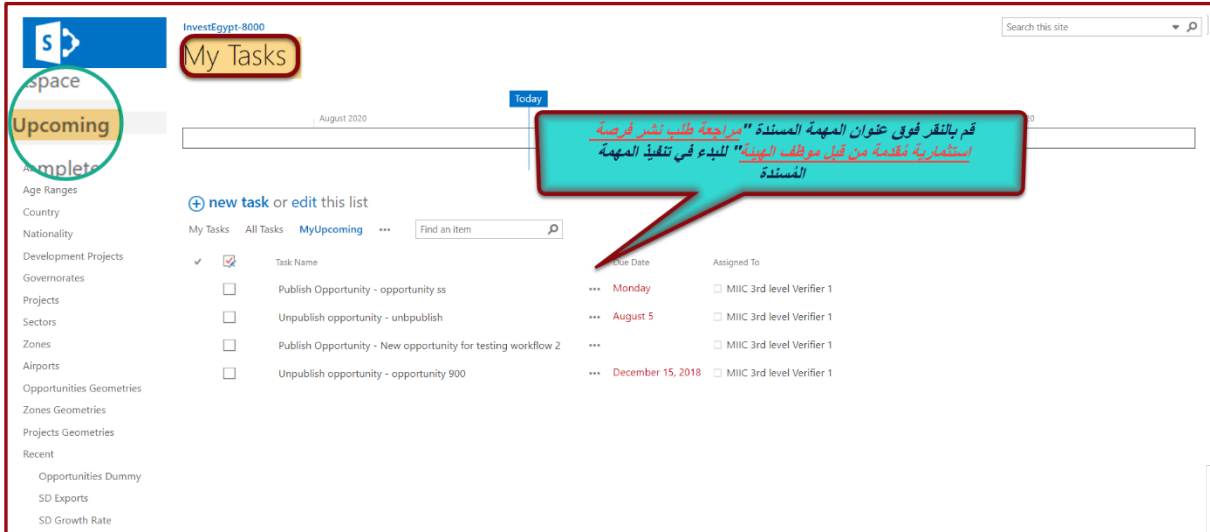 S
InvestEgypt-8000
Search this site
My Tasks
space
Upcoming
mplete
Today
August 2020
20
قم بالنقر فوق عنوان المهمة المسندة "مراجعة طلب نشر فرصة
استثمارية مُقدمة من قبل موظف الهيئة" للبدء في تنفيذ المهمة
المُسندة
Age Ranges
Country
Nationality
Development Projects
Governorates
Projects
Sectors
Zones
Airports
Opportunities Geometries
Zones Geometries
Projects Geometries
Recent
Opportunities Dummy
SD Exports
SD Growth Rate
new task or edit this list
My Tasks All Tasks MyUpcoming ••• Find an item
Task Name Due Date Assigned To
Publish Opportunity - opportunity ss ••• Monday MIIC 3rd level Verifier 1
Unpublish opportunity - unbpublish ••• August 5 MIIC 3rd level Verifier 1
Publish Opportunity - New opportunity for testing workflow 2 ••• MIIC 3rd level Verifier 1
Unpublish opportunity - opportunity 900 ••• December 15, 2018 MIIC 3rd level Verifier 1